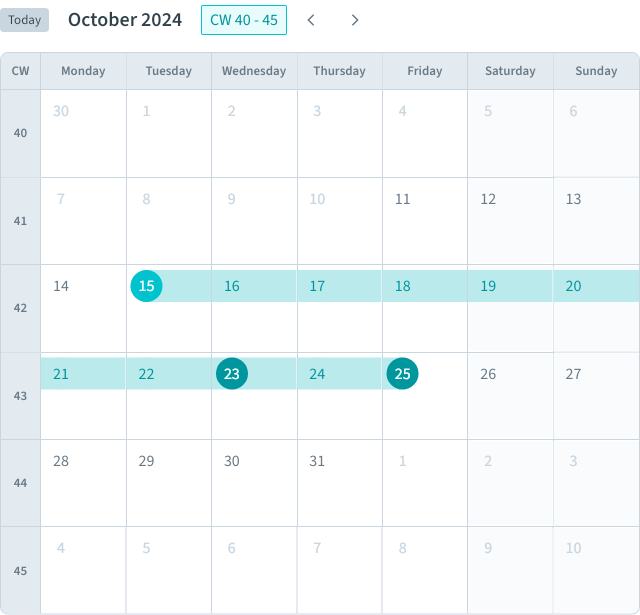 Today October 2024 CW 40 - 45
CW Monday Tuesday Wednesday Thursday Friday Saturday Sunday
40 30 1 2 3 4 5 6
41 7 8 9 10 11 12 13
42 14 15 16 17 18 19 20
43 21 22 23 24 25 26 27
44 28 29 30 31 1 2 3
45 4 5 6 7 8 9 10